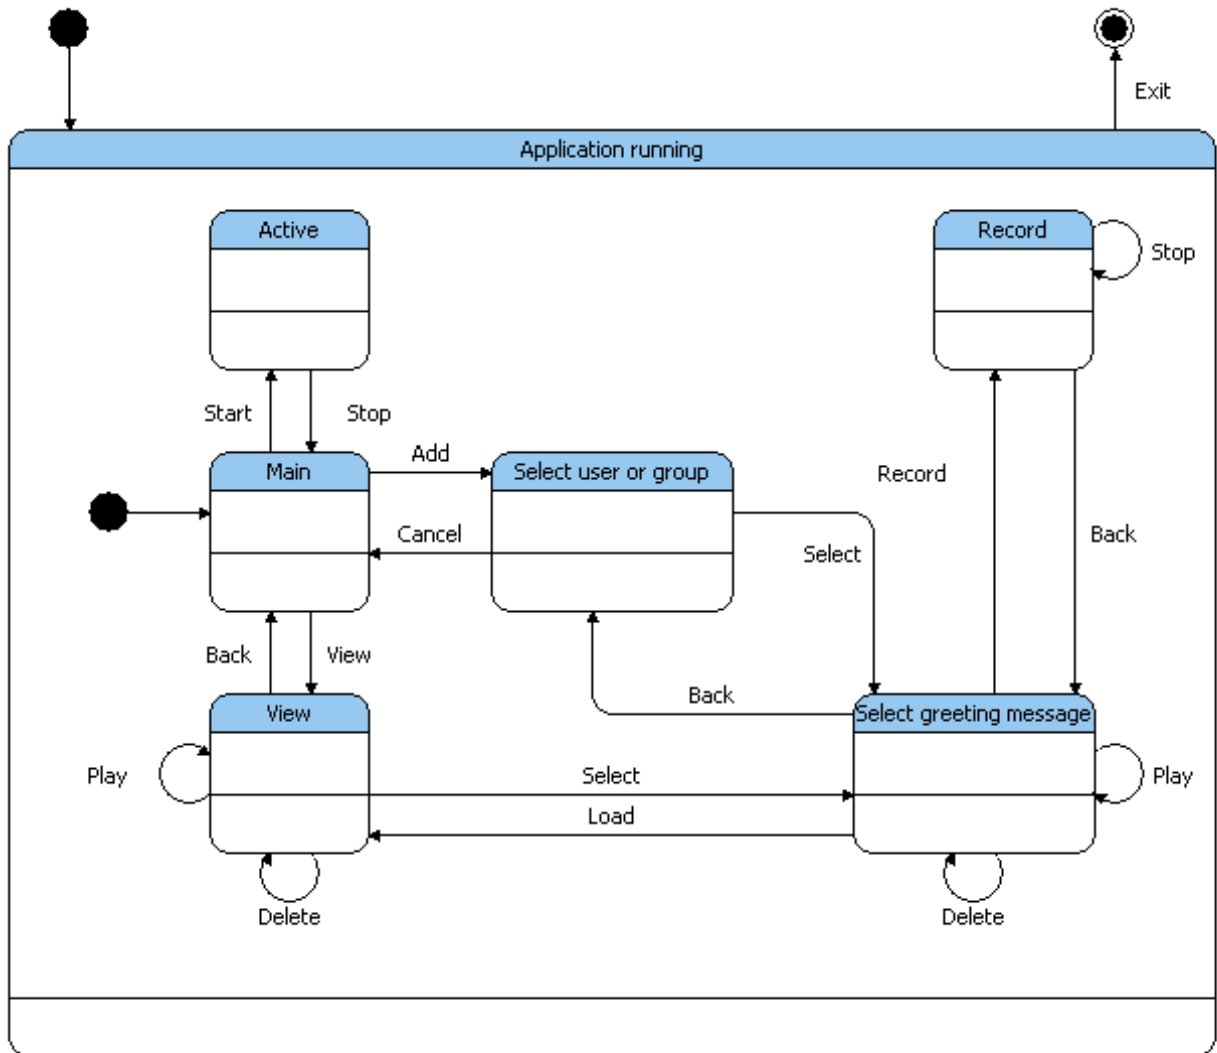 Exit
Application running
Active
Record
Stop
Start
Stop
Main
Add
Select user or group
Record
Cancel
Select
Back
Back
View
Back
View
Select greeting message
Play
Select
Play
Load
Delete
Delete